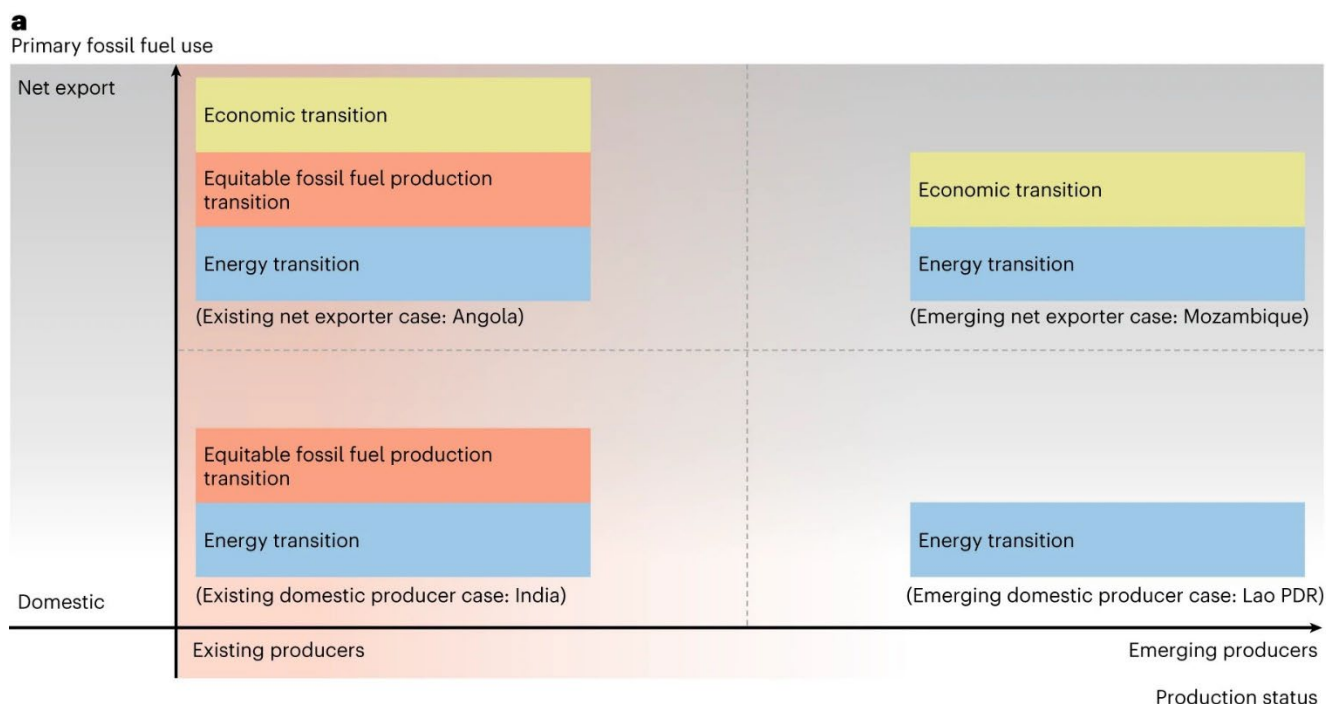 a
Primary fossil fuel use
Net export
Economic transition
Equitable fossil fuel production
transition
Energy transition
(Existing net exporter case: Angola)
Economic transition
Energy transition
(Emerging net exporter case: Mozambique)
Equitable fossil fuel production
transition
Energy transition
(Existing domestic producer case: India)
Energy transition
(Emerging domestic producer case: Lao PDR)
Domestic
Existing producers
Emerging producers
Production status